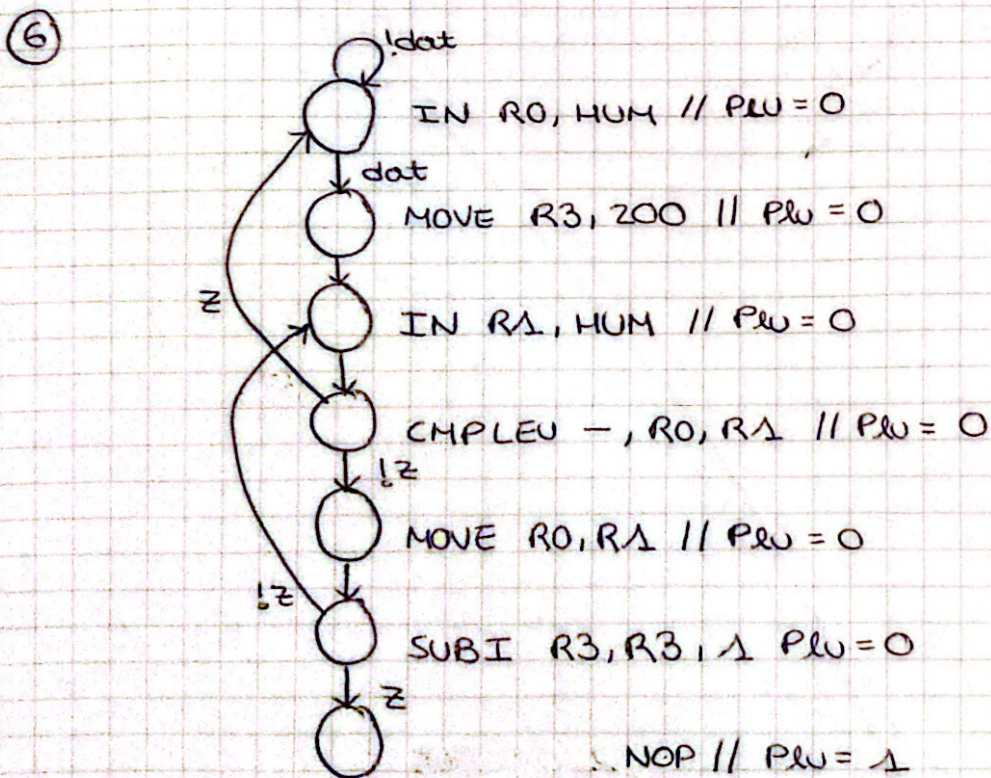 6
!dat
IN R0, HUM // Plu = 0
dat
MOVE R3, 200 // Plu = 0
Z
IN R1, HUM // Plu = 0
CMPLEU -, R0, R1 // Plu = 0
!Z
MOVE R0, R1 // Plu = 0
!Z
SUBI R3, R3, 1 Plu = 0
Z
NOP // Plu = 1